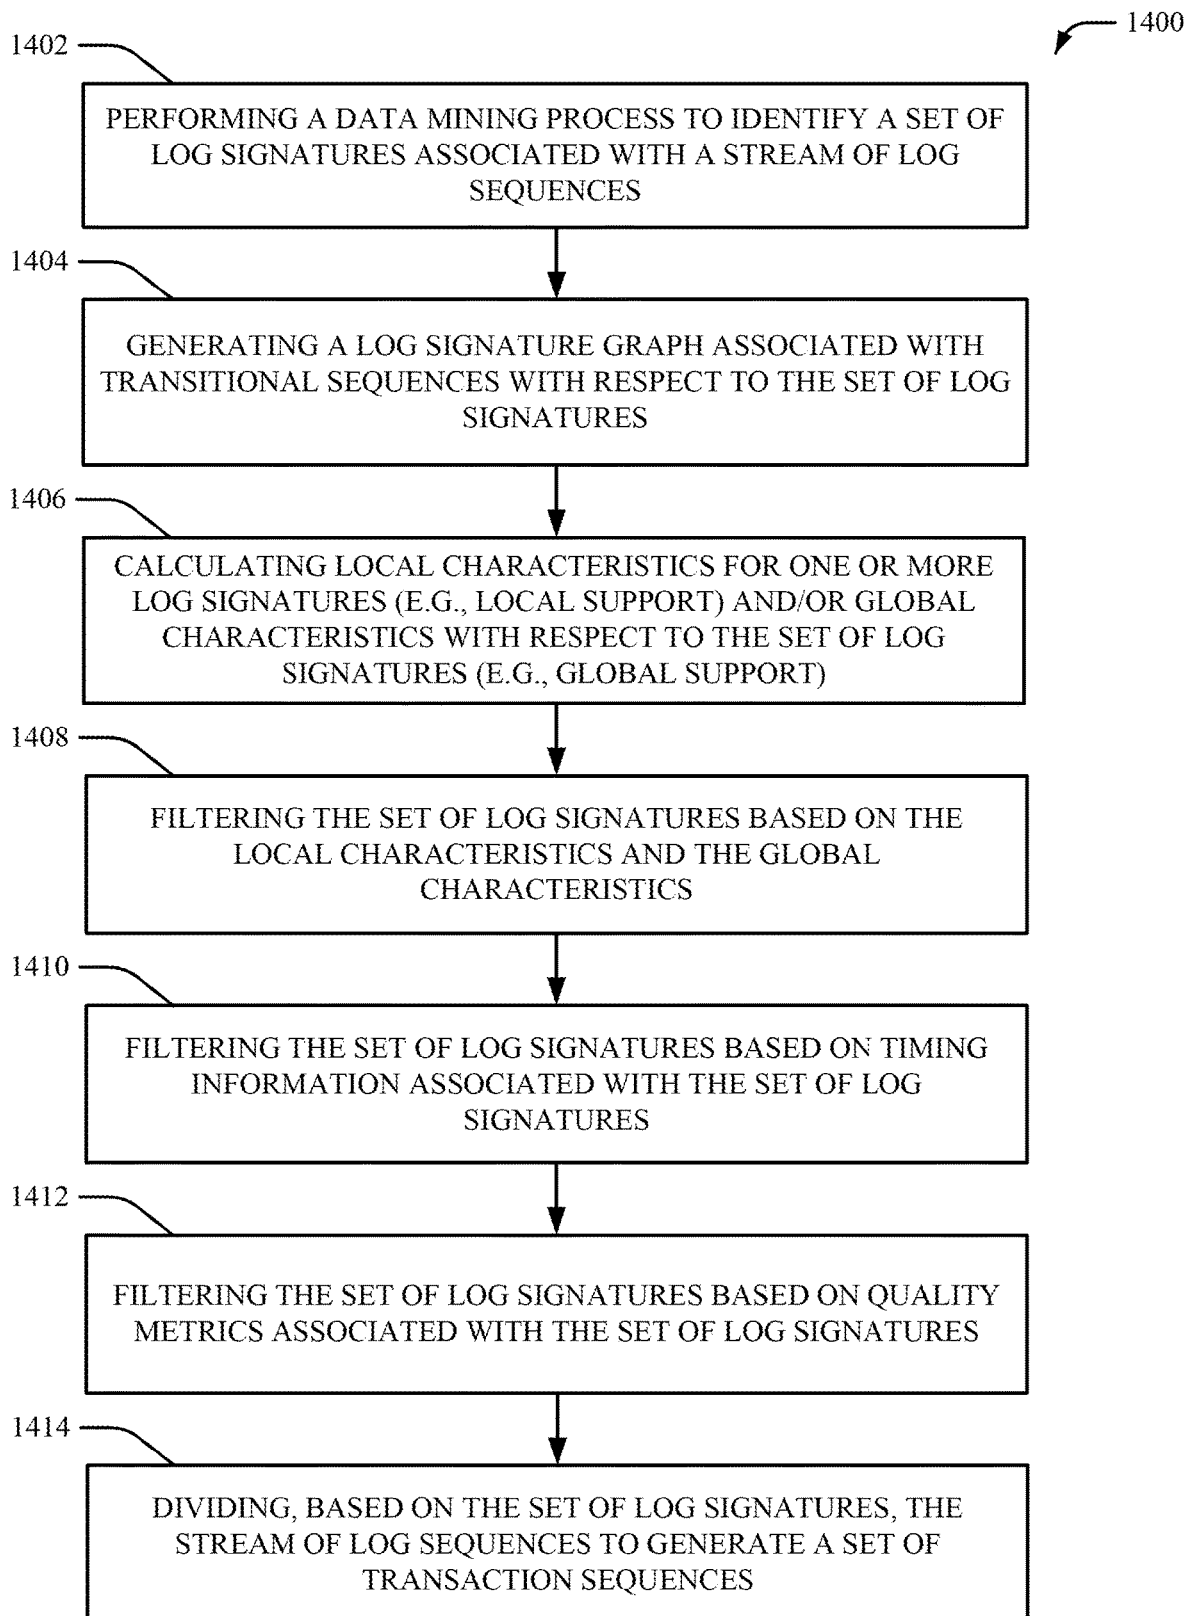 1400
1402
PERFORMING A DATA MINING PROCESS TO IDENTIFY A SET OF
LOG SIGNATURES ASSOCIATED WITH A STREAM OF LOG
SEQUENCES
1404
GENERATING A LOG SIGNATURE GRAPH ASSOCIATED WITH
TRANSITIONAL SEQUENCES WITH RESPECT TO THE SET OF LOG
SIGNATURES
1406
CALCULATING LOCAL CHARACTERISTICS FOR ONE OR MORE
LOG SIGNATURES (E.G., LOCAL SUPPORT) AND/OR GLOBAL
CHARACTERISTICS WITH RESPECT TO THE SET OF LOG
SIGNATURES (E.G., GLOBAL SUPPORT)
1408
FILTERING THE SET OF LOG SIGNATURES BASED ON THE
LOCAL CHARACTERISTICS AND THE GLOBAL
CHARACTERISTICS
1410
FILTERING THE SET OF LOG SIGNATURES BASED ON TIMING
INFORMATION ASSOCIATED WITH THE SET OF LOG
SIGNATURES
1412
FILTERING THE SET OF LOG SIGNATURES BASED ON QUALITY
METRICS ASSOCIATED WITH THE SET OF LOG SIGNATURES
1414
DIVIDING, BASED ON THE SET OF LOG SIGNATURES, THE
STREAM OF LOG SEQUENCES TO GENERATE A SET OF
TRANSACTION SEQUENCES